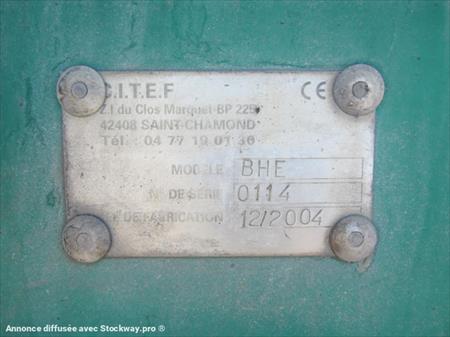 C.I.T.E.F
CE
Z.I du Clos Marquet-BP 225
42408 SAINT-CHAMOND
Tél.: 04 77 19 01 30
MODELE BHE
N° DE SÉRIE 0114
DE FABRICATION 12/2004
Annonce diffusée avec Stockway.pro ®